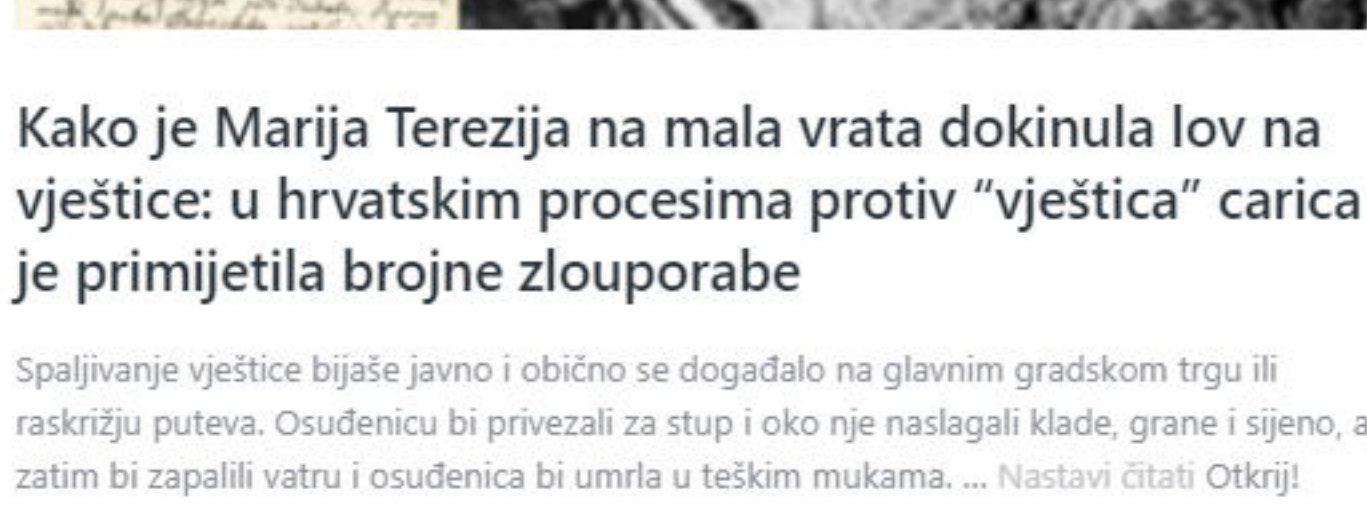 Kako je Marija Terezija na mala vrata dokinula lov na
vještice: u hrvatskim procesima protiv “vještica” carica
je primijetila brojne zlouporabe
Spaljivanje vještice bijaše javno i obično se događalo na glavnim gradskom trgu ili
raskrižju puteva. Osuđenicu bi privezali za stup i oko nje naslagali klade, grane i sijeno, a
zatim bi zapalili vatru i osuđenica bi umrla u teškim mukama. ... Nastavi čitati Otkrij!